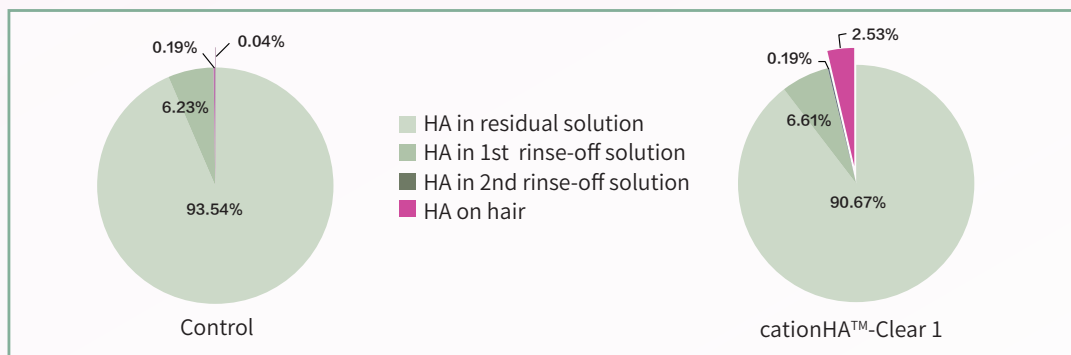 0.19%
0.04%
6.23%
93.54%
Control
HA in residual solution
HA in 1st rinse-off solution
HA in 2nd rinse-off solution
HA on hair
2.53%
0.19%
6.61%
90.67%
cationHA™-Clear 1